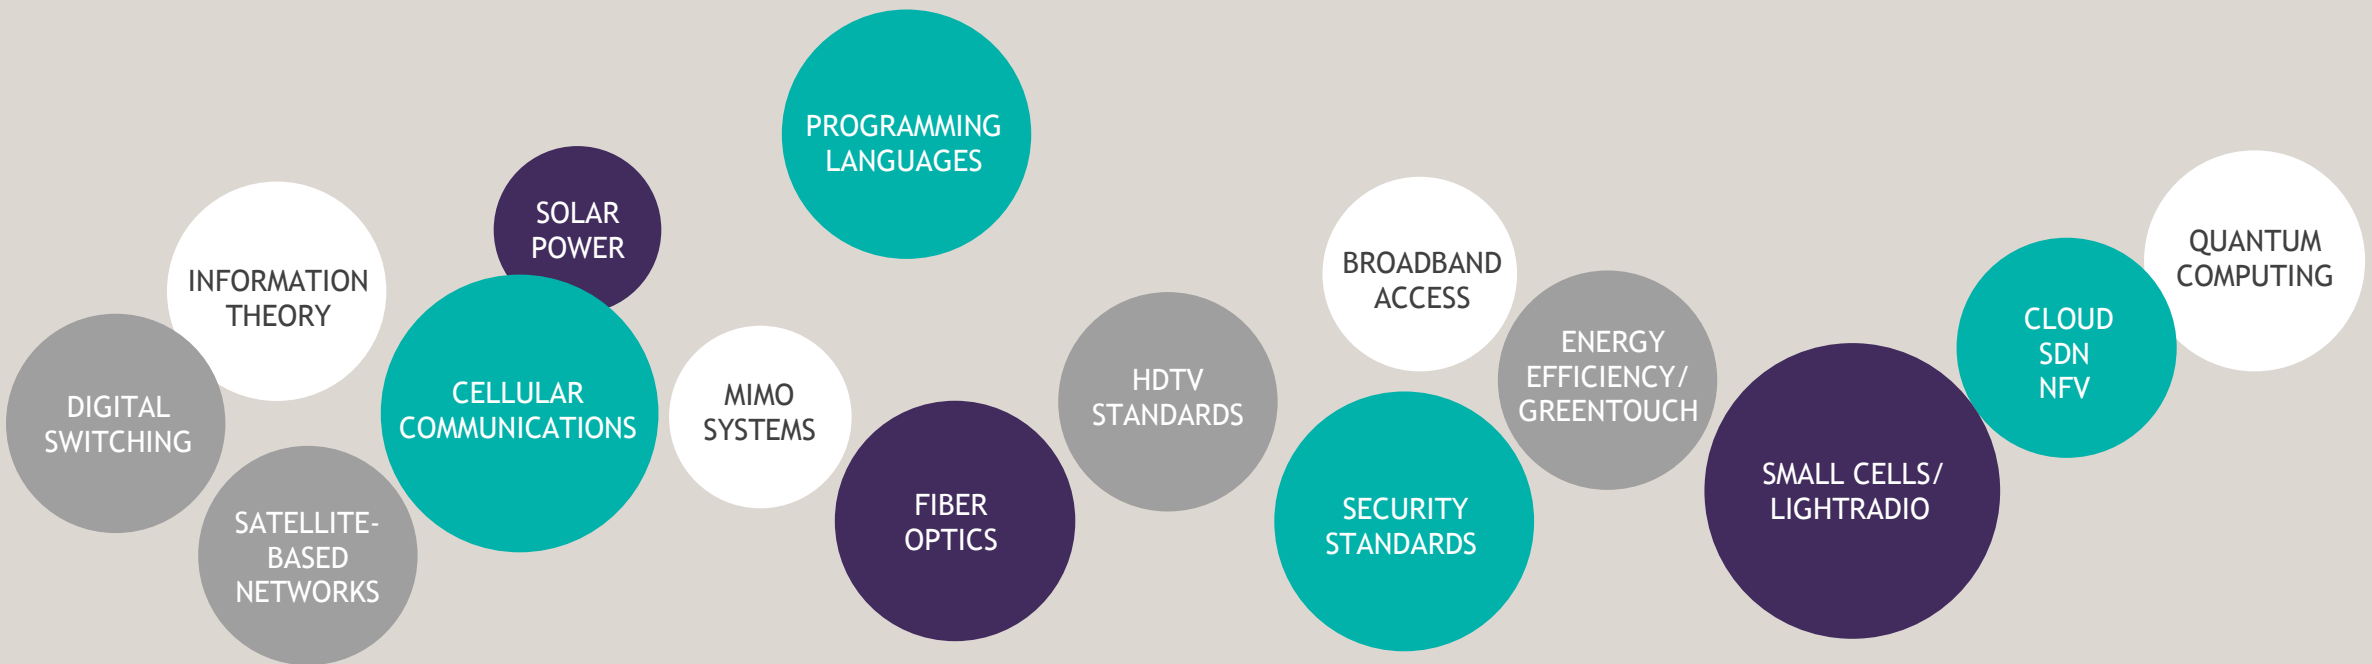 DIGITAL
SWITCHING
INFORMATION
THEORY
SATELLITE-
BASED
NETWORKS
SOLAR
POWER
CELLULAR
COMMUNICATIONS
MIMO
SYSTEMS
PROGRAMMING
LANGUAGES
FIBER
OPTICS
HDTV
STANDARDS
BROADBAND
ACCESS
SECURITY
STANDARDS
ENERGY
EFFICIENCY/
GREENTOUCH
SMALL CELLS/
LIGHTRADIO
CLOUD
SDN
NFV
QUANTUM
COMPUTING